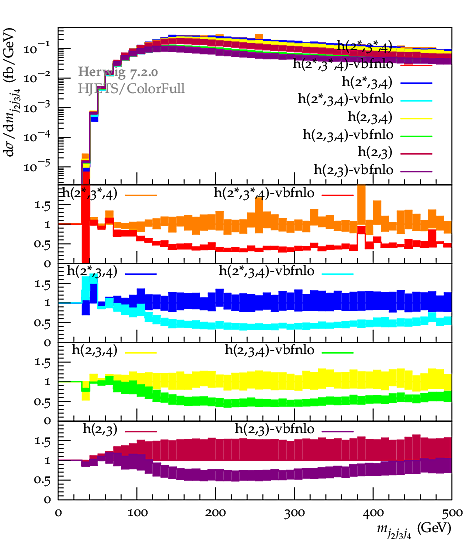 dσ/dm_{j2j3j4} (fb/GeV)
10^{−1}
10^{−2}
10^{−3}
10^{−4}
10^{−5}
Herwig 7.2.0
HJETS/ColorFull
h(2*,3*,4)
h(2*,3*,4)-vbfnlo
h(2*,3,4)
h(2*,3,4)-vbfnlo
h(2,3,4)
h(2,3,4)-vbfnlo
h(2,3)
h(2,3)-vbfnlo
h(2*,3*,4) h(2*,3*,4)-vbfnlo
1.5
1
0.5
0
h(2*,3,4) h(2*,3,4)-vbfnlo
1.5
1
0.5
0
h(2,3,4) h(2,3,4)-vbfnlo
1.5
1
0.5
0
h(2,3) h(2,3)-vbfnlo
1.5
1
0.5
0
0 100 200 300 400 500
m_{j2j3j4} (GeV)